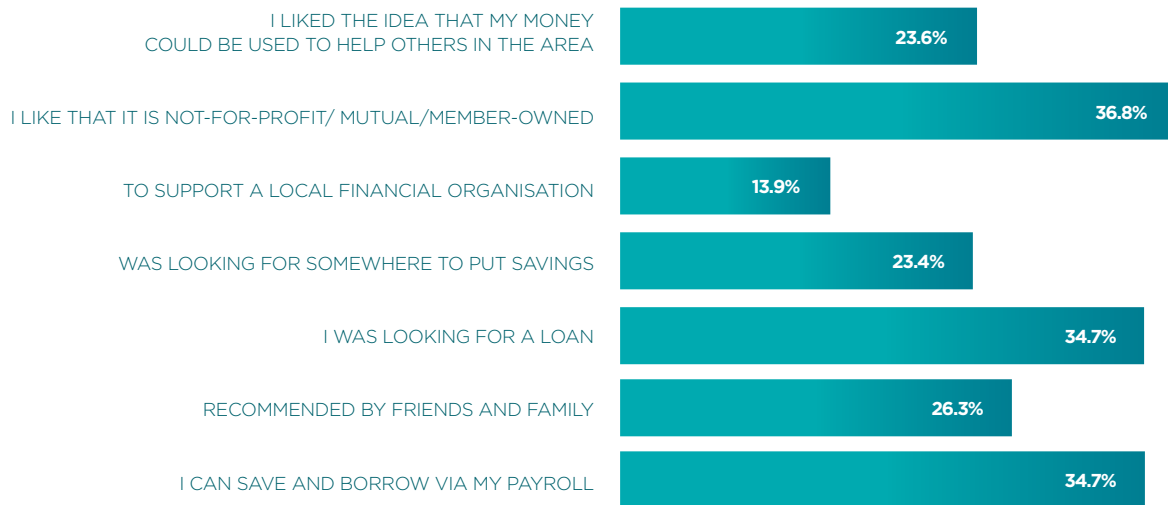 I LIKED THE IDEA THAT MY MONEY
COULD BE USED TO HELP OTHERS IN THE AREA
23.6%
I LIKE THAT IT IS NOT-FOR-PROFIT/ MUTUAL/MEMBER-OWNED
36.8%
TO SUPPORT A LOCAL FINANCIAL ORGANISATION
13.9%
WAS LOOKING FOR SOMEWHERE TO PUT SAVINGS
23.4%
I WAS LOOKING FOR A LOAN
34.7%
RECOMMENDED BY FRIENDS AND FAMILY
26.3%
I CAN SAVE AND BORROW VIA MY PAYROLL
34.7%